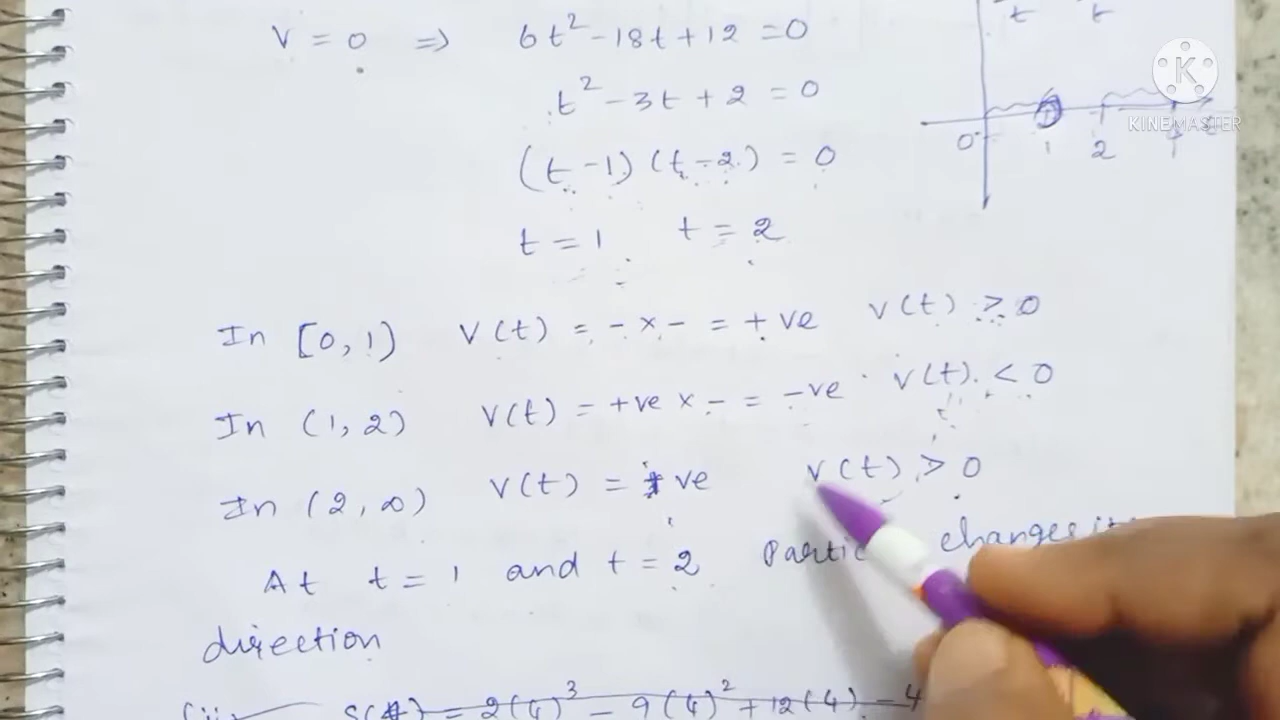 V = 0 ⇒ 6t² - 18t + 12 = 0
t² - 3t + 2 = 0
(t - 1) (t - 2) = 0
t = 1 t = 2
In [0, 1) V(t) = - × - = + ve V(t) ≥ 0
In (1, 2) V(t) = +ve × - = -ve V(t) < 0
In (2, ∞) V(t) = + ve V(t) > 0
At t = 1 and t = 2 changes
direction
= 2(4)³ - 9(4)² + 12(4) - 4
t t
0 1 2
K
KINEMASTER